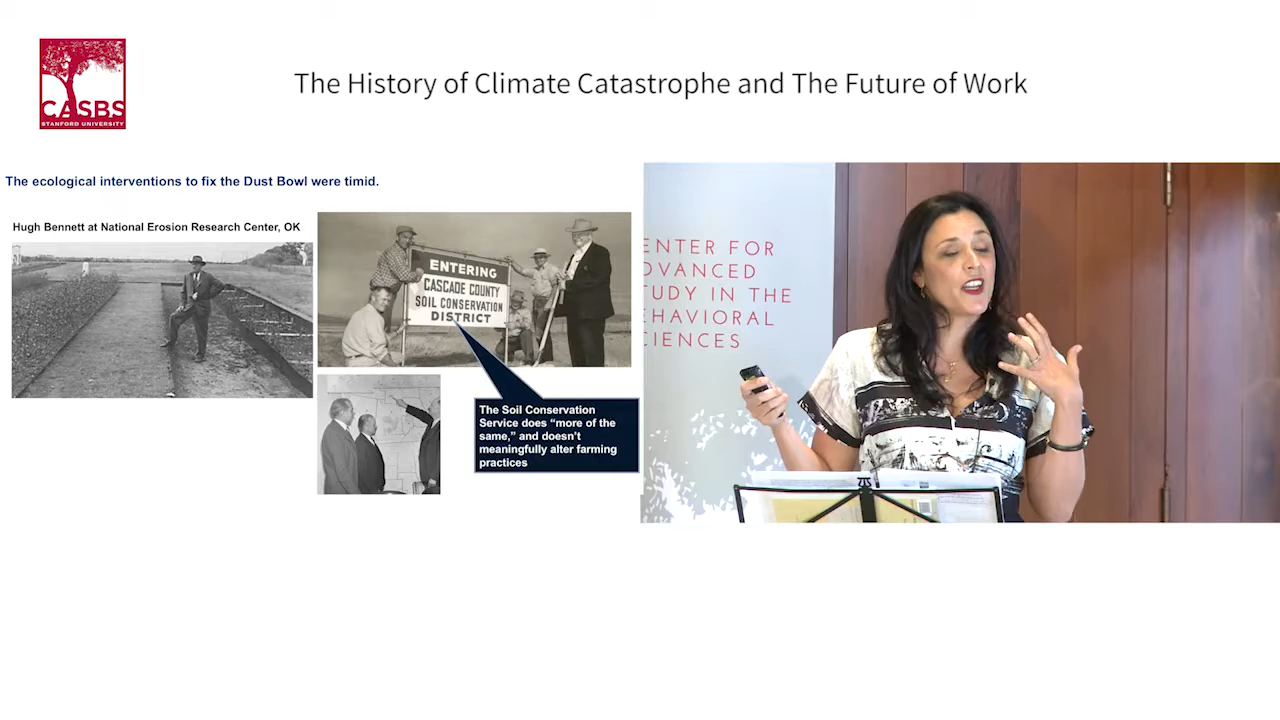 CASBS
STANFORD UNIVERSITY
The History of Climate Catastrophe and The Future of Work
The ecological interventions to fix the Dust Bowl were timid.
Hugh Bennett at National Erosion Research Center, OK
ENTERING
CASCADE COUNTY
SOIL CONSERVATION
DISTRICT
The Soil Conservation
Service does “more of the
same,” and doesn’t
meaningfully alter farming
practices
ENTER FOR
DVANCED
TUDY IN THE
EHAVIORAL
CIENCES